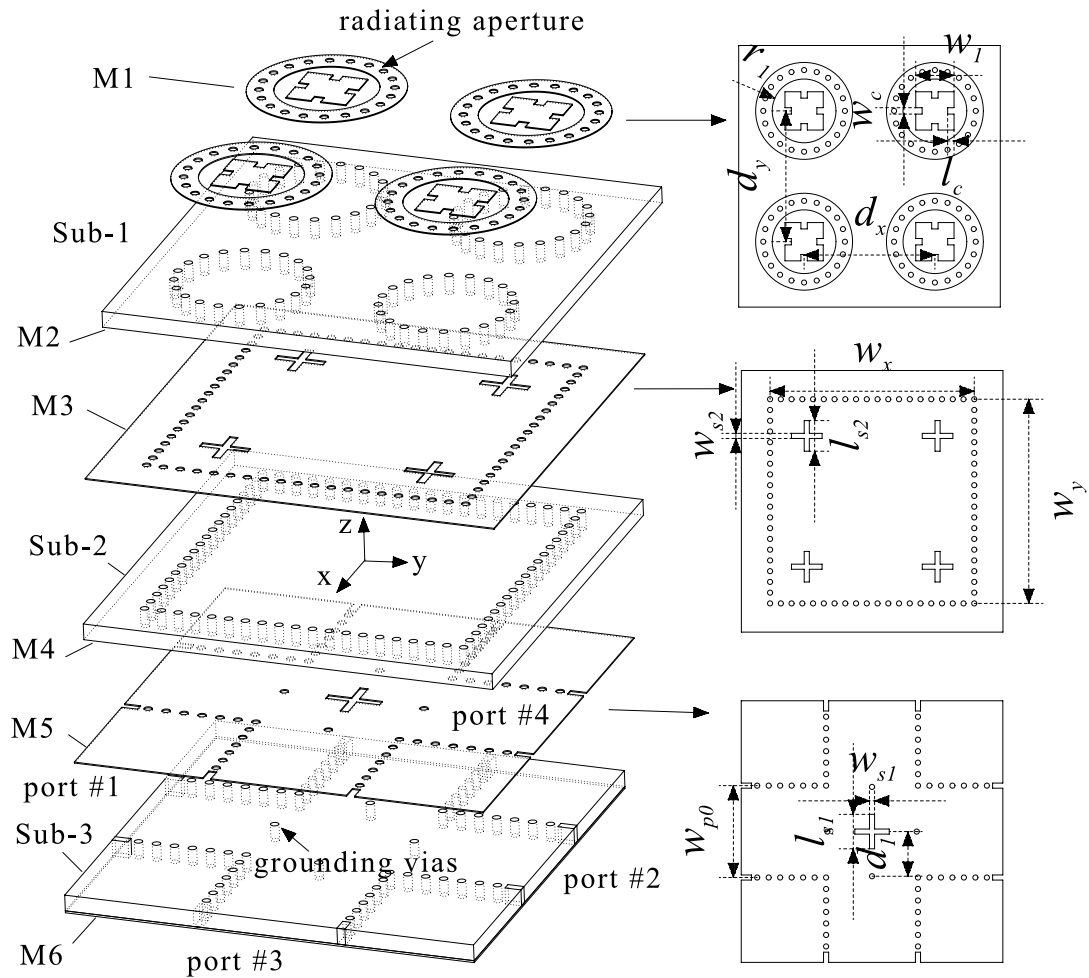 radiating aperture
M1
Sub-1
M2
M3
Sub-2
z
x
y
M4
M5
port #4
port #1
Sub-3
grounding vias
port #2
M6
port #3
r1
w1
wc
dy
lc
dx
wx
ws2
ls2
wy
ws1
wp0
ls1
d1